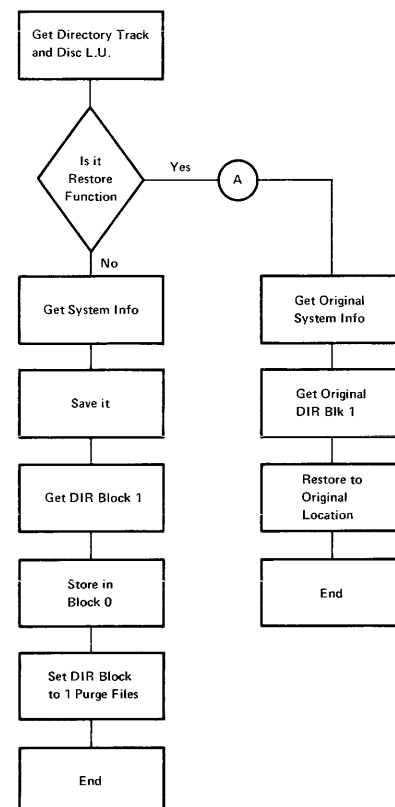 Get Directory Track
and Disc L.U.
Is it
Restore
Function
Yes
A
No
Get System Info
Save it
Get DIR Block 1
Store in
Block 0
Set DIR Block
to 1 Purge Files
End
Get Original
System Info
Get Original
DIR Blk 1
Restore to
Original
Location
End